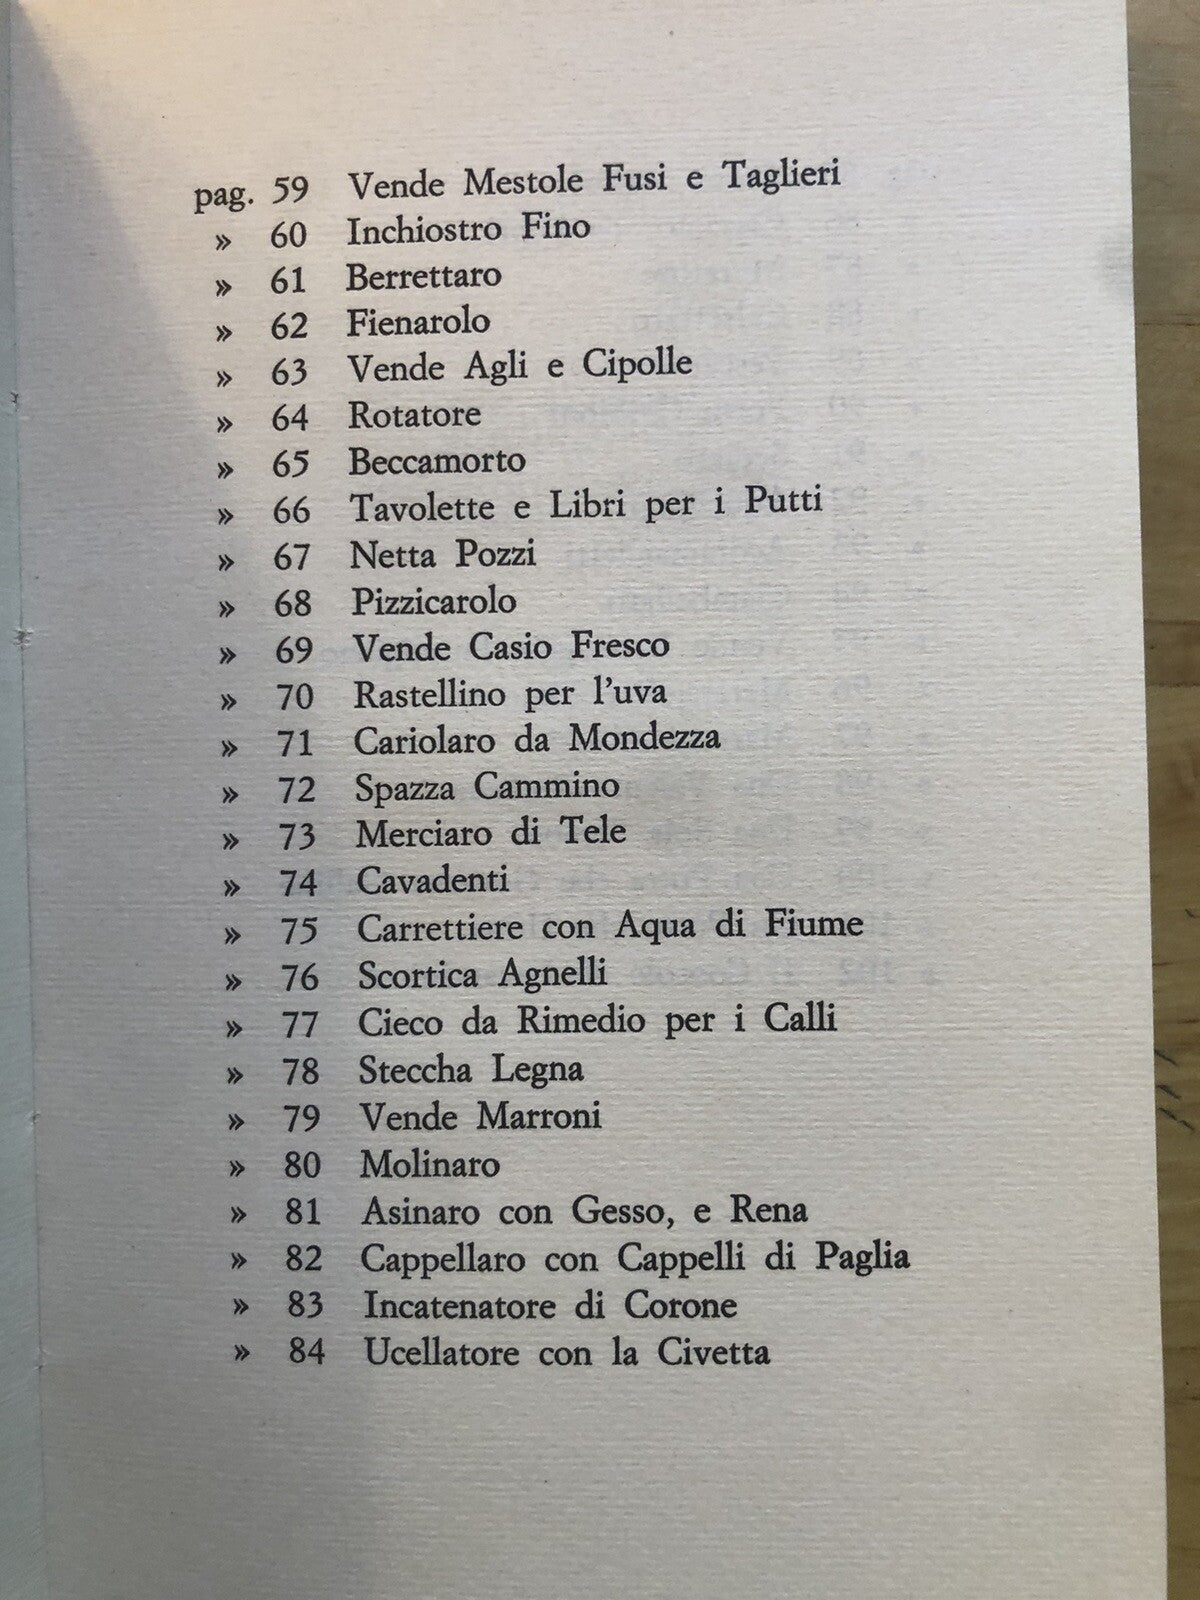 pag. 59 Vende Mestole Fusi e Taglieri
» 60 Inchiostro Fino
» 61 Berrettaro
» 62 Fienarolo
» 63 Vende Agli e Cipolle
» 64 Rotatore
» 65 Beccamorto
» 66 Tavolette e Libri per i Putti
» 67 Netta Pozzi
» 68 Pizzicarolo
» 69 Vende Casio Fresco
» 70 Rastellino per l'uva
» 71 Cariolaro da Mondezza
» 72 Spazza Cammino
» 73 Merciaro di Tele
» 74 Cavadenti
» 75 Carrettiere con Aqua di Fiume
» 76 Scortica Agnelli
» 77 Cieco da Rimedio per i Calli
» 78 Steccha Legna
» 79 Vende Marroni
» 80 Molinaro
» 81 Asinaro con Gesso, e Rena
» 82 Cappellaro con Cappelli di Paglia
» 83 Incatenatore di Corone
» 84 Ucellatore con la Civetta